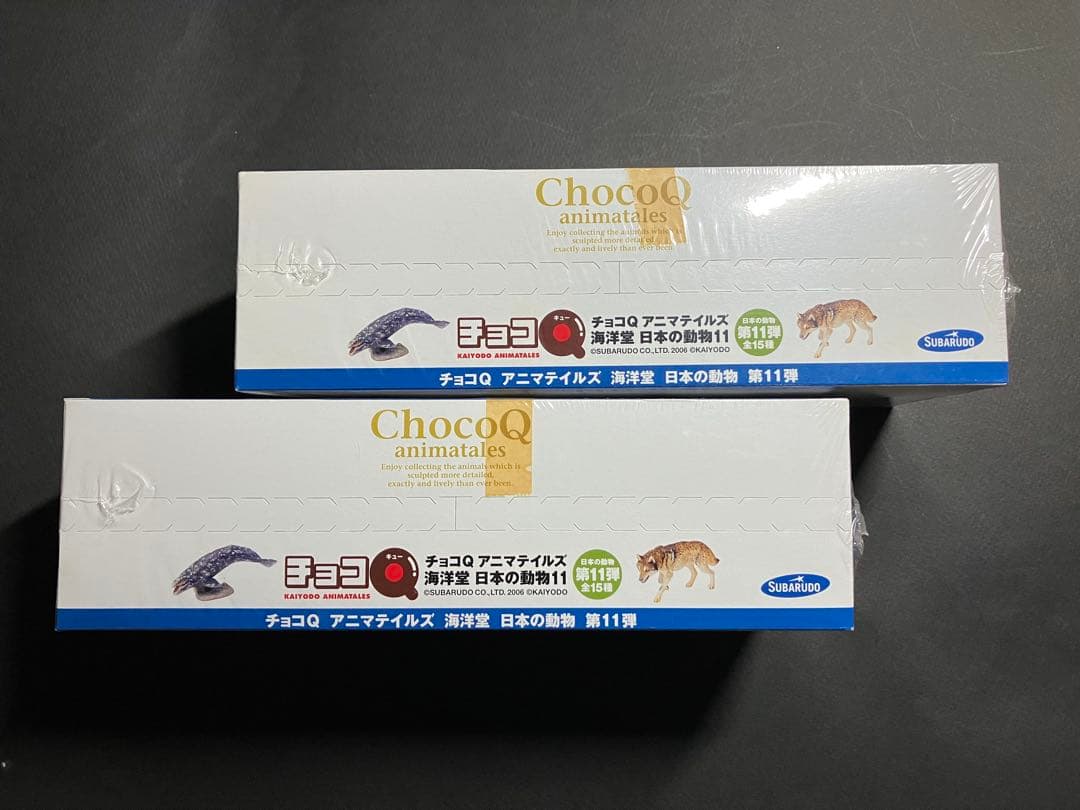 ChocoQ
animatales
Enjoy collecting the animals which is
sculpted more detailed,
exactly and lively than ever been.
チョコQ
キュー
KAIYODO ANIMATALES
チョコQ アニマテイルズ
海洋堂 日本の動物11
©SUBARUDO CO.,LTD. 2006 ©KAIYODO
日本の動物
第11弾
全15種
SUBARUDO
チョコQ アニマテイルズ 海洋堂 日本の動物 第11弾
ChocoQ
animatales
Enjoy collecting the animals which is
sculpted more detailed,
exactly and lively than ever been.
チョコQ
キュー
KAIYODO ANIMATALES
チョコQ アニマテイルズ
海洋堂 日本の動物11
©SUBARUDO CO.,LTD. 2006 ©KAIYODO
日本の動物
第11弾
全15種
SUBARUDO
チョコQ アニマテイルズ 海洋堂 日本の動物 第11弾